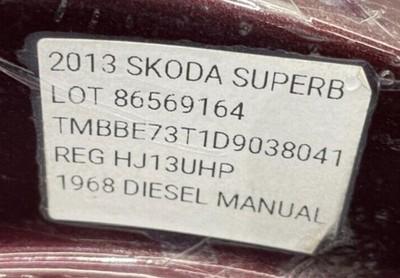 2013 SKODA SUPERB
LOT 86569164
TMBBE73T1D9038041
REG HJ13UHP
1968 DIESEL MANUAL